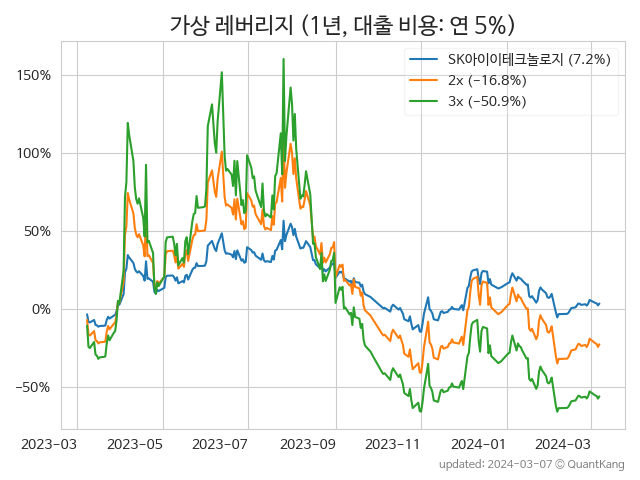 가상 레버리지 (1년, 대출 비용: 연 5%)
SK아이이테크놀로지 (7.2%)
2x (−16.8%)
3x (−50.9%)
150%
100%
50%
0%
−50%
2023-03 2023-05 2023-07 2023-09 2023-11 2024-01 2024-03
updated: 2024-03-07 © QuantKang